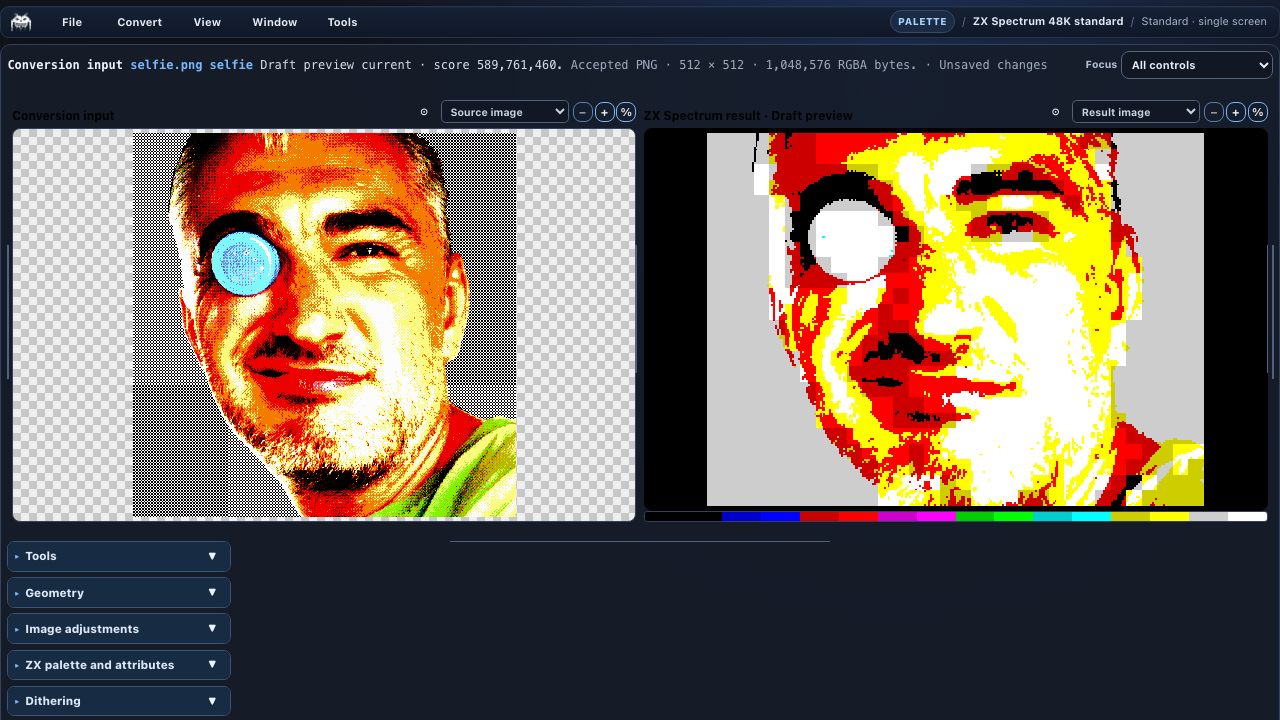 File Convert View Window Tools PALETTE / ZX Spectrum 48K standard / Standard · single screen
Conversion input selfie.png selfie Draft preview current · score 589,761,460. Accepted PNG · 512 × 512 · 1,048,576 RGBA bytes. · Unsaved changes Focus All controls
Conversion input Source image − + %
ZX Spectrum result · Draft preview Result image − + %
Tools
Geometry
Image adjustments
ZX palette and attributes
Dithering